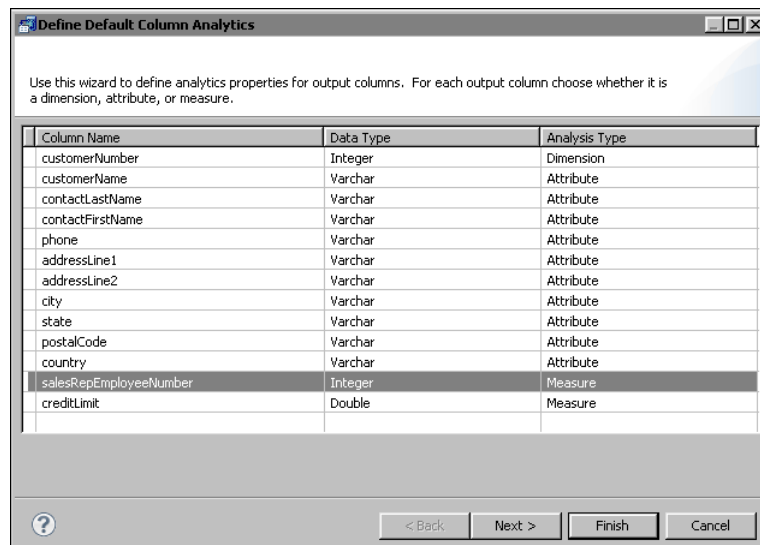 Define Default Column Analytics
Use this wizard to define analytics properties for output columns.  For each output column choose whether it is
a dimension, attribute, or measure.
Column Name Data Type Analysis Type
customerNumber Integer Dimension
customerName Varchar Attribute
contactLastName Varchar Attribute
contactFirstName Varchar Attribute
phone Varchar Attribute
addressLine1 Varchar Attribute
addressLine2 Varchar Attribute
city Varchar Attribute
state Varchar Attribute
postalCode Varchar Attribute
country Varchar Attribute
salesRepEmployeeNumber Integer Measure
creditLimit Double Measure
? < Back Next > Finish Cancel